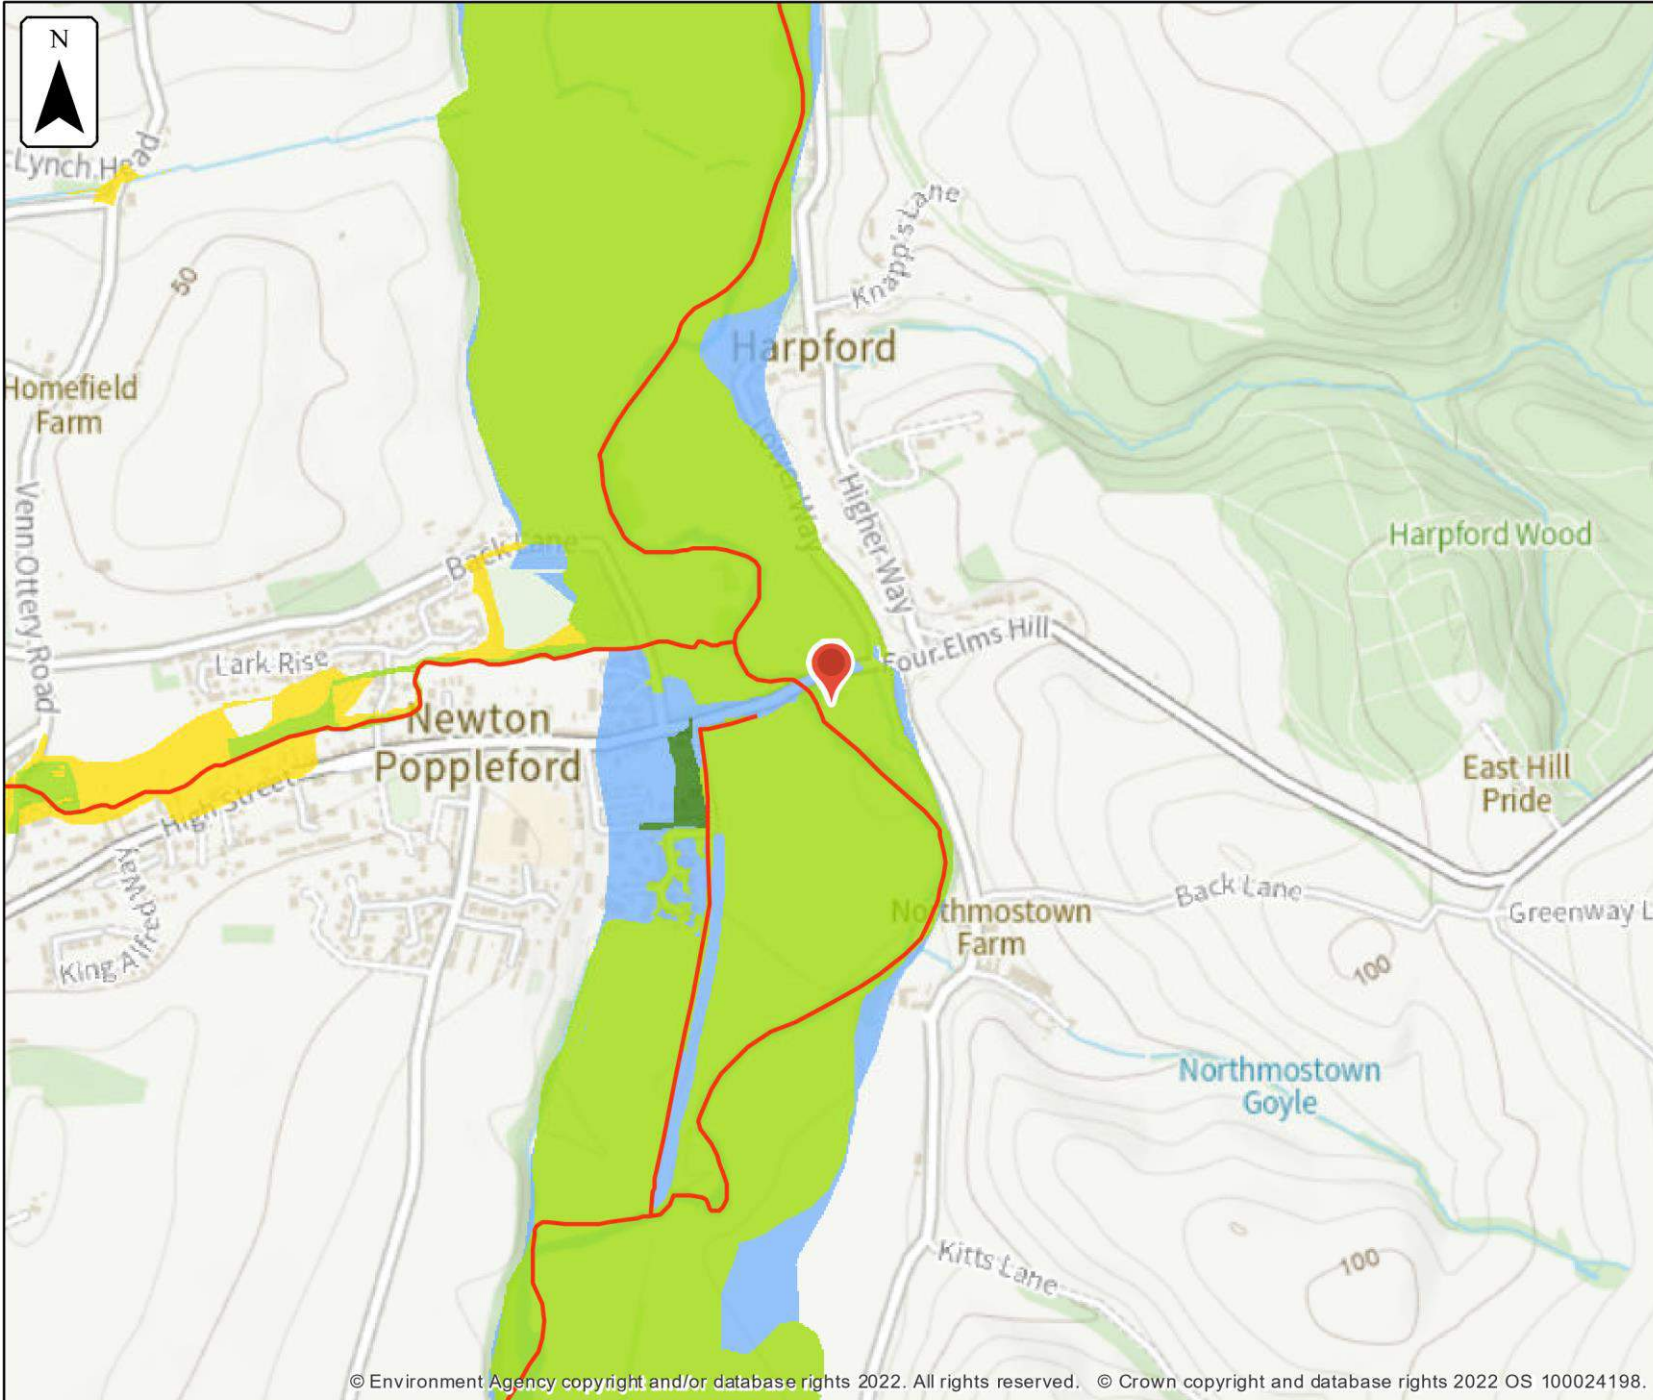 N
Lynch Head
Knapp's Lane
50
Harpford
Homefield
Farm
Lower Way
Higher Way
Venn Ottery Road
Harpford Wood
Back Lane
Four Elms Hill
Lark Rise
Newton
Poppleford
East Hill
Pride
High Street
King Alfred Way
Back Lane
Northmostown
Farm
Greenway L
100
Northmostown
Goyle
Kitts Lane
100
© Environment Agency copyright and/or database rights 2022. All rights reserved. © Crown copyright and database rights 2022 OS 100024198.